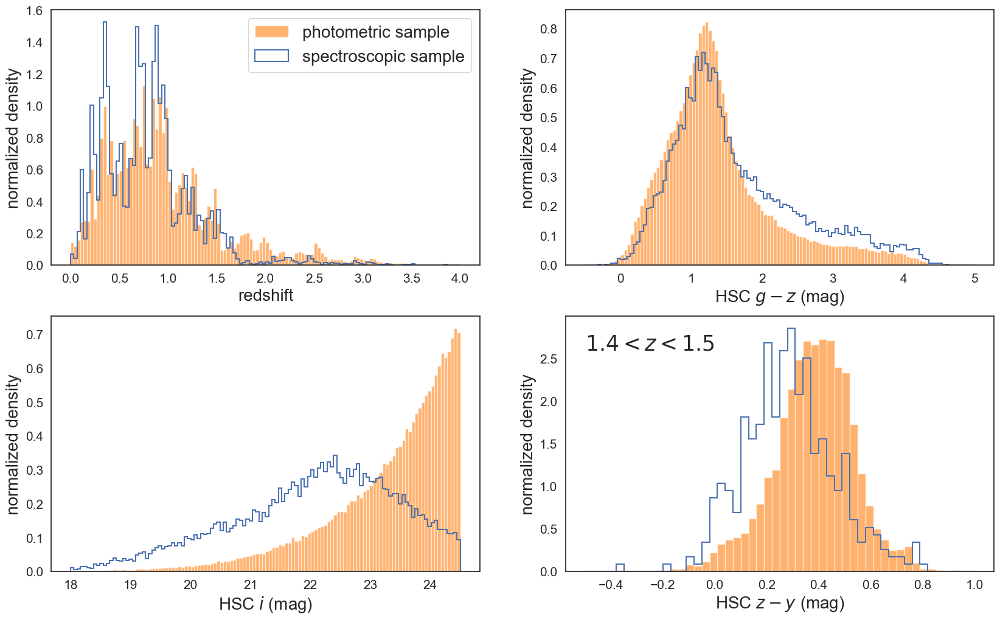 1.6
1.4
1.2
1.0
0.8
0.6
0.4
0.2
0.0
normalized density
photometric sample
spectroscopic sample
0.0 0.5 1.0 1.5 2.0 2.5 3.0 3.5 4.0
redshift
0.8
0.7
0.6
0.5
0.4
0.3
0.2
0.1
0.0
normalized density
0 1 2 3 4 5
HSC g − z (mag)
0.7
0.6
0.5
0.4
0.3
0.2
0.1
0.0
normalized density
18 19 20 21 22 23 24
HSC i (mag)
1.4 < z < 1.5
2.5
2.0
1.5
1.0
0.5
0.0
normalized density
−0.4 −0.2 0.0 0.2 0.4 0.6 0.8 1.0
HSC z − y (mag)